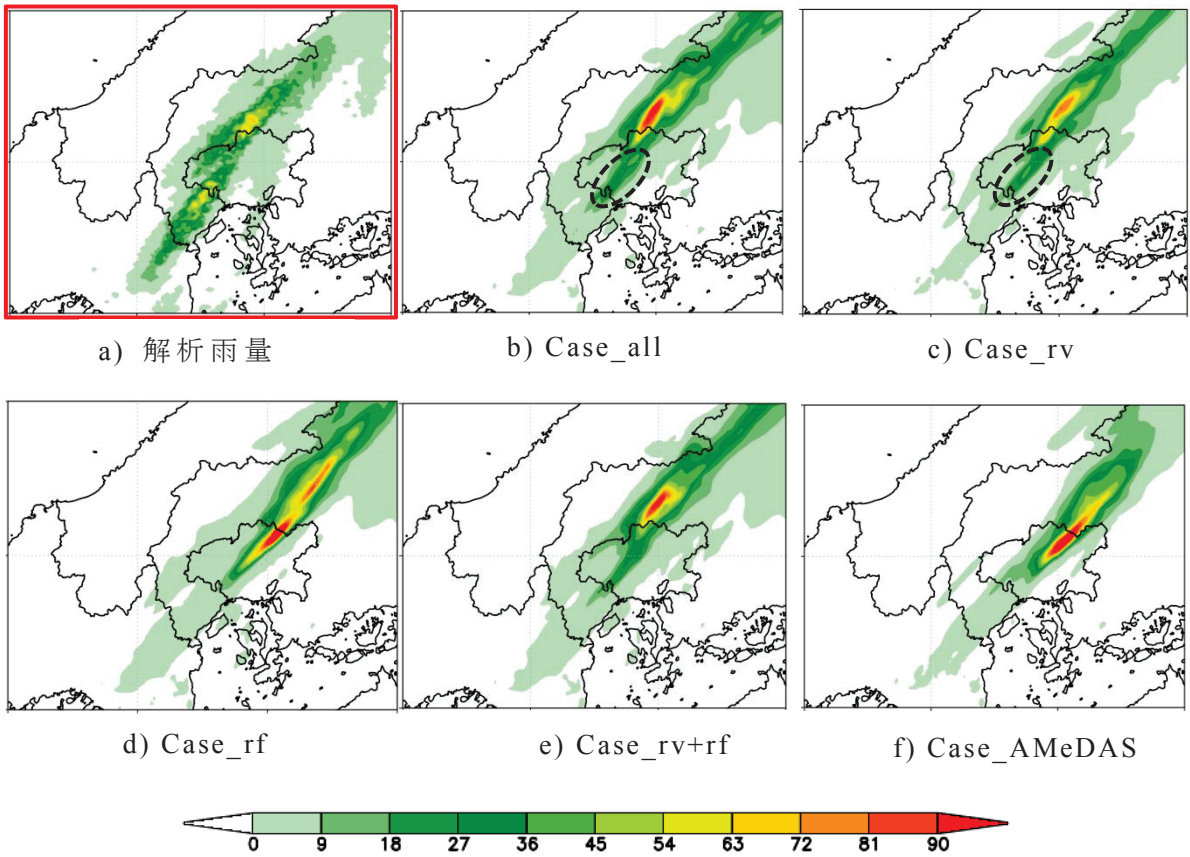 a) 解析雨量
b) Case_all
c) Case_rv
d) Case_rf
e) Case_rv+rf
f) Case_AMeDAS
0 9 18 27 36 45 54 63 72 81 90